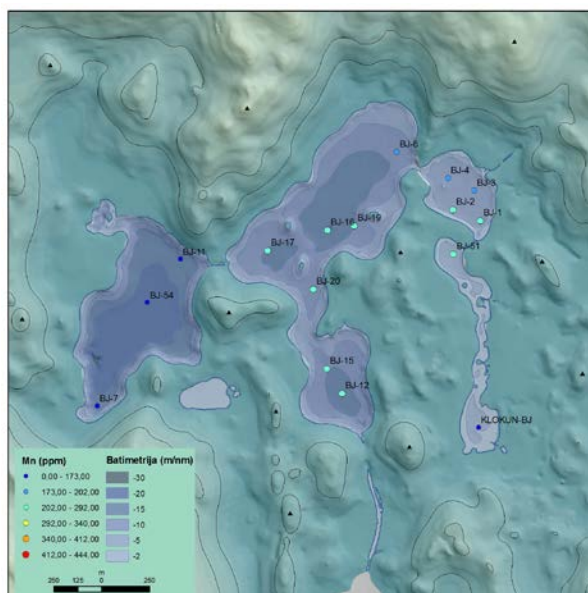 BJ-6
BJ-4
BJ-3
BJ-2
BJ-1
BJ-16
BJ-19
BJ-17
BJ-51
BJ-11
BJ-20
BJ-54
BJ-15
BJ-12
BJ-7
KLOKUN-BJ
Mn (ppm)
0,00 - 173,00
173,00 - 202,00
202,00 - 292,00
292,00 - 340,00
340,00 - 412,00
412,00 - 444,00
Batimetrija (m/nm)
-30
-20
-15
-10
-5
-2
m
250 125 0 250